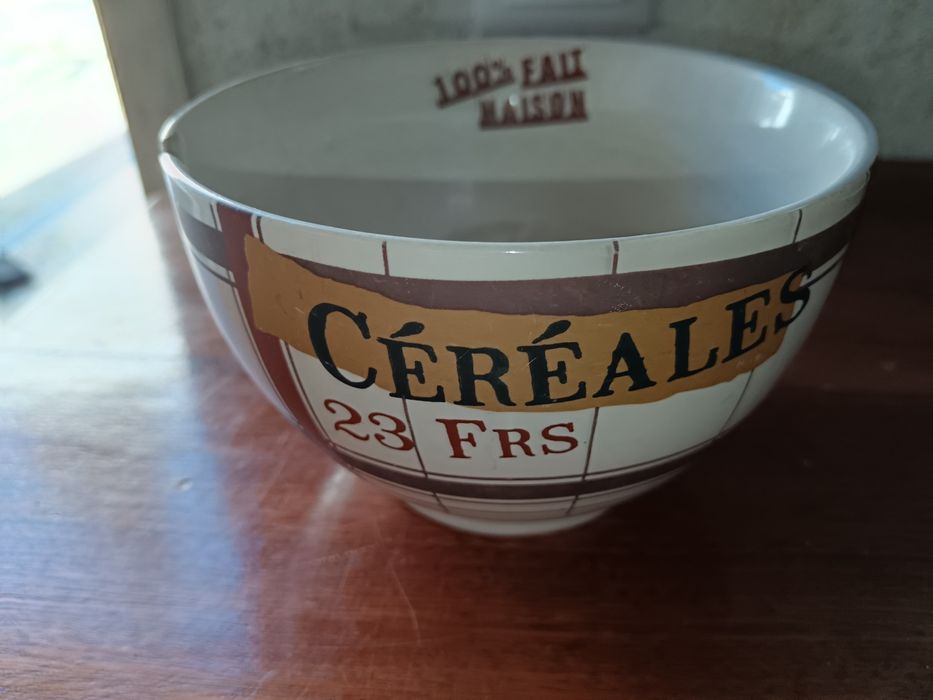 100% FAIT
MAISON
CÉRÉALES
23 FRS